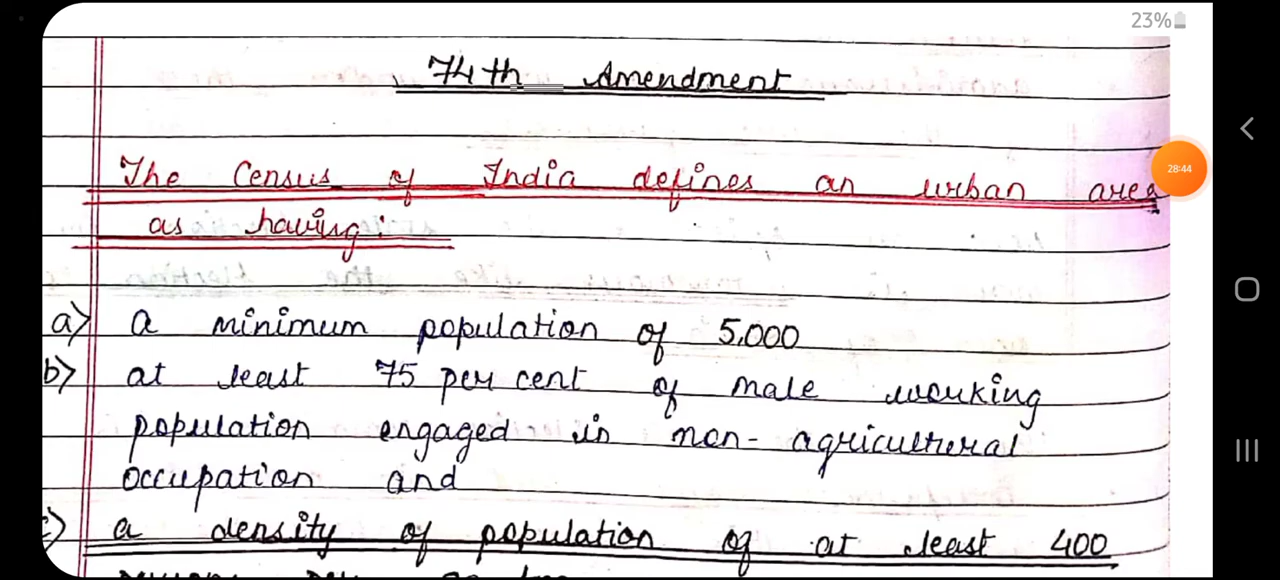 23%
74th Amendment
28:44
The Census of India defines an urban area
as having:
a) a minimum population of 5,000
b) at least 75 per cent of male working
population engaged in non-agricultural
occupation and
c) a density of population of at least 400